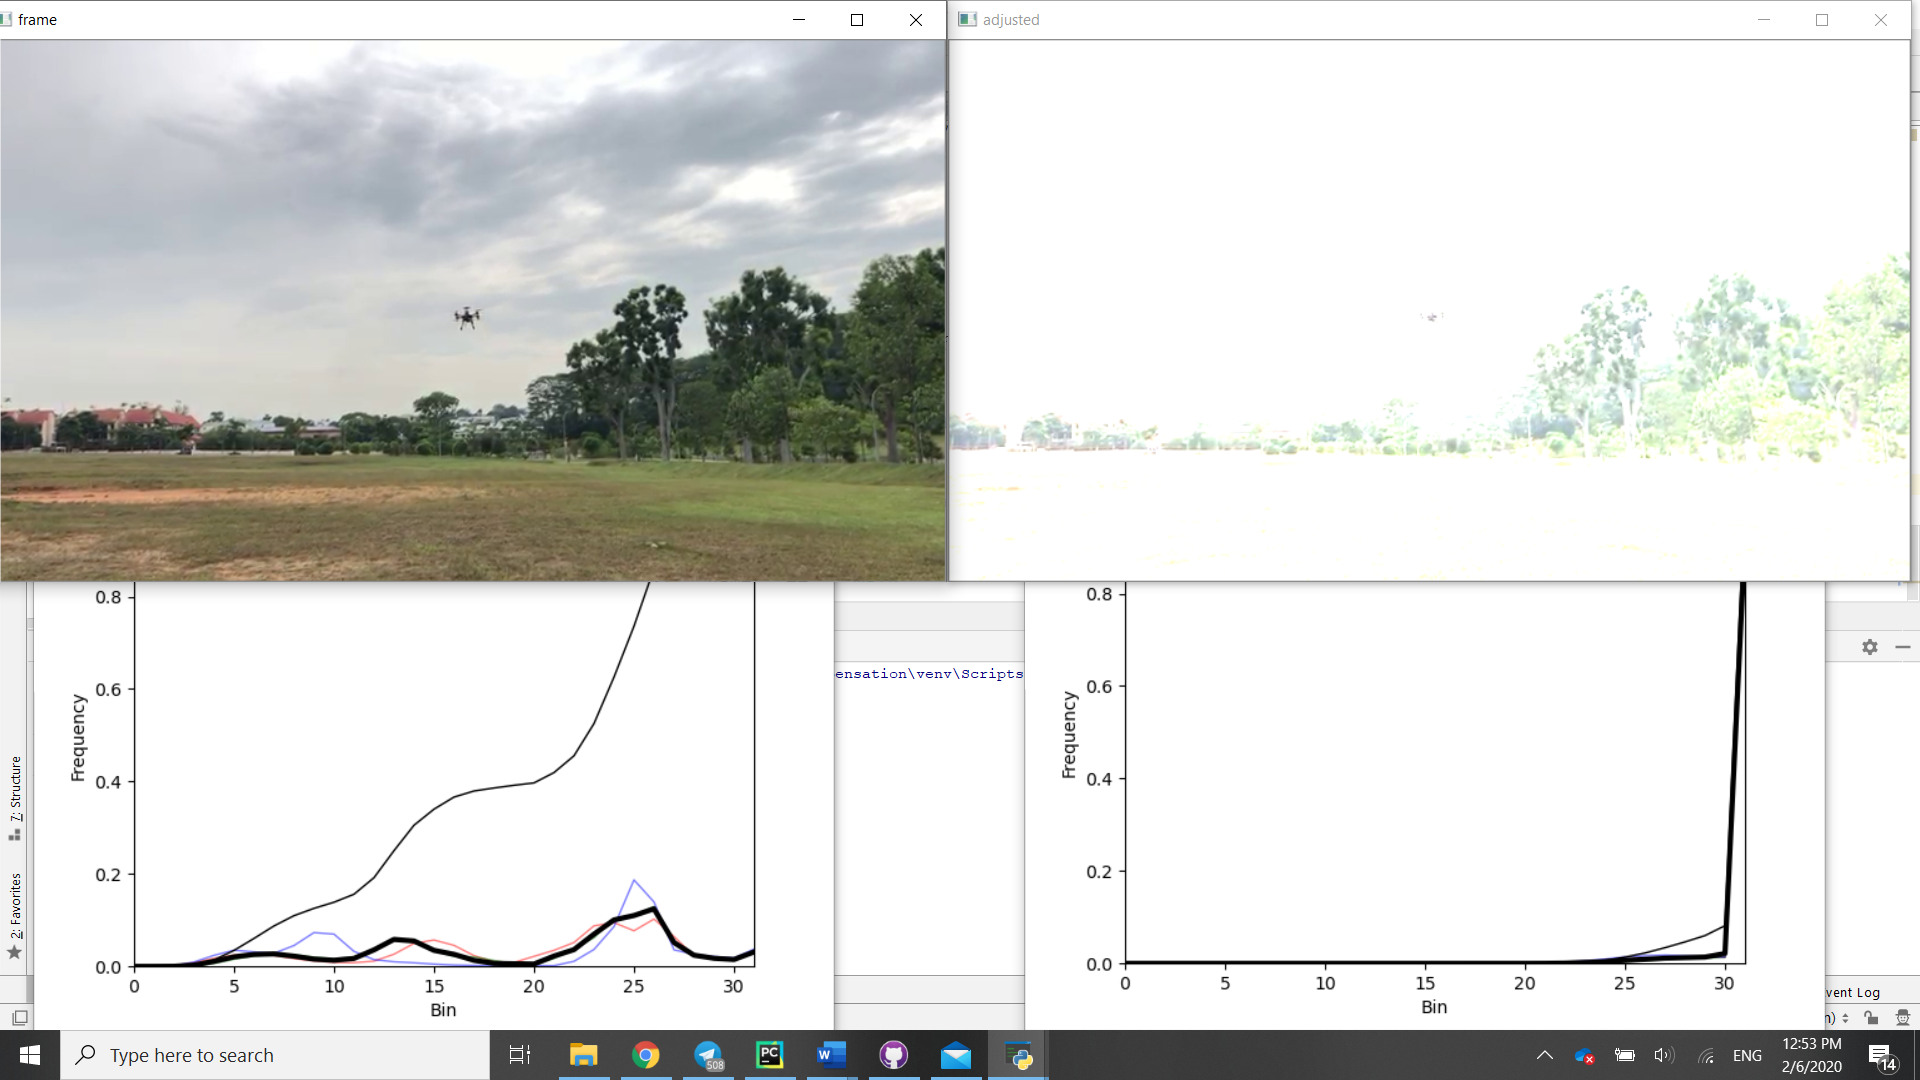 frame
adjusted
0.8
0.6
0.4
0.2
0.0
Frequency
0 5 10 15 20 25 30
Bin
0.8
0.6
0.4
0.2
0.0
Frequency
0 5 10 15 20 25 30
Bin
ensation\venv\Scripts
7: Structure
2: Favorites
vent Log
n)
Type here to search
508
PC
W
ENG
12:53 PM
2/6/2020
14